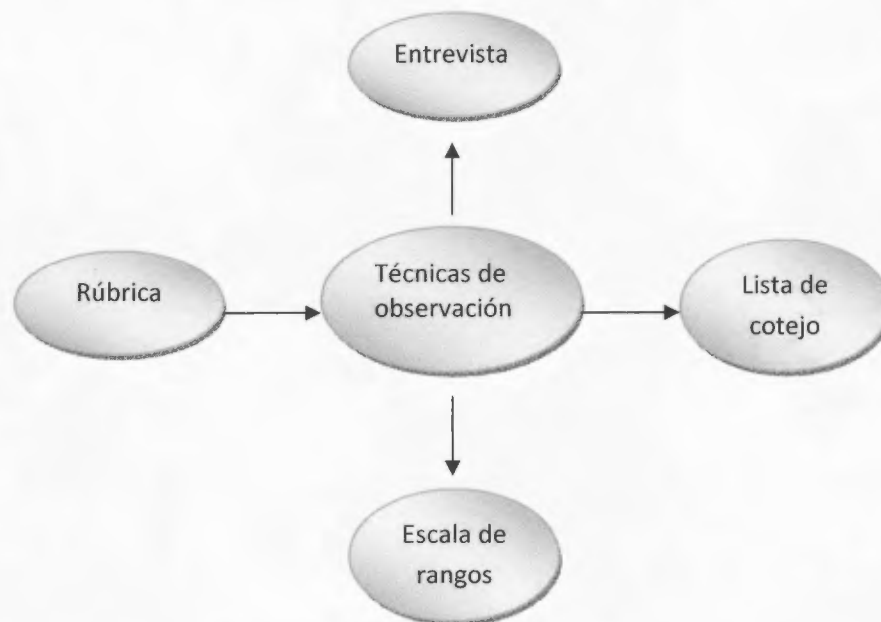 Entrevista
Rúbrica
Técnicas de
observación
Lista de
cotejo
Escala de
rangos